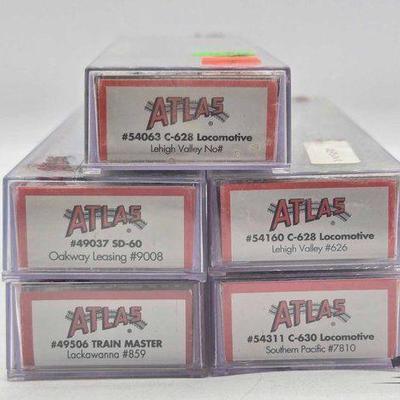 ATLAS
#54063 C-628 Locomotive
Lehigh Valley No#
ATLAS
#49037 SD-60
Oakway Leasing #9008
ATLAS
#54160 C-628 Locomotive
Lehigh Valley #626
ATLAS
#49506 TRAIN MASTER
Lackawanna #859
ATLAS
#54311 C-630 Locomotive
Southern Pacific #7810